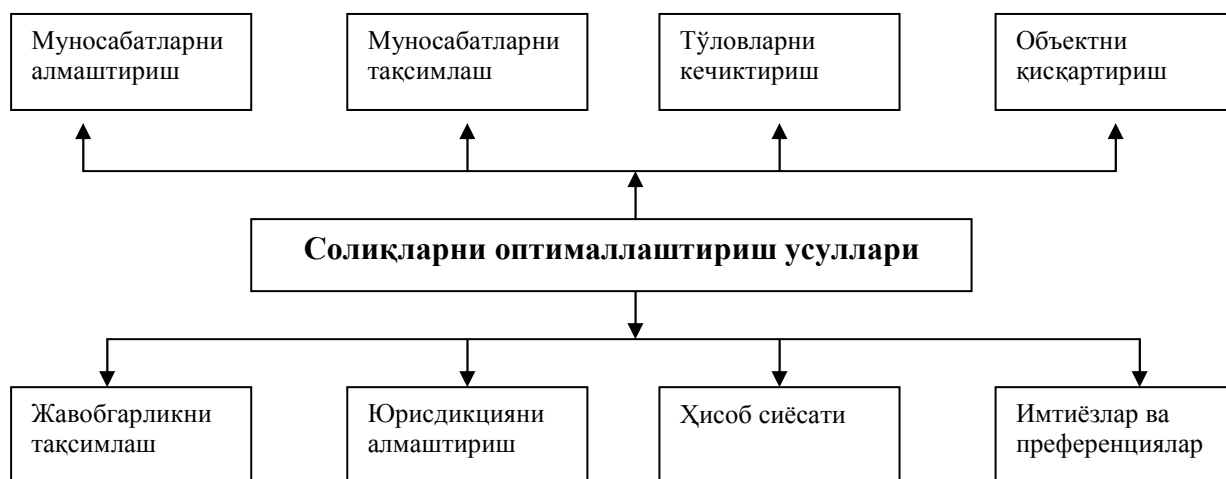 Муносабатларни
алмаштириш
Муносабатларни
тақсимлаш
Тўловларни
кечиктириш
Объектни
қисқартириш
Солиқларни оптималлаштириш усуллари
Жавобгарликни
тақсимлаш
Юрисдикцияни
алмаштириш
Ҳисоб сиёсати
Имтиёзлар ва
преференциялар